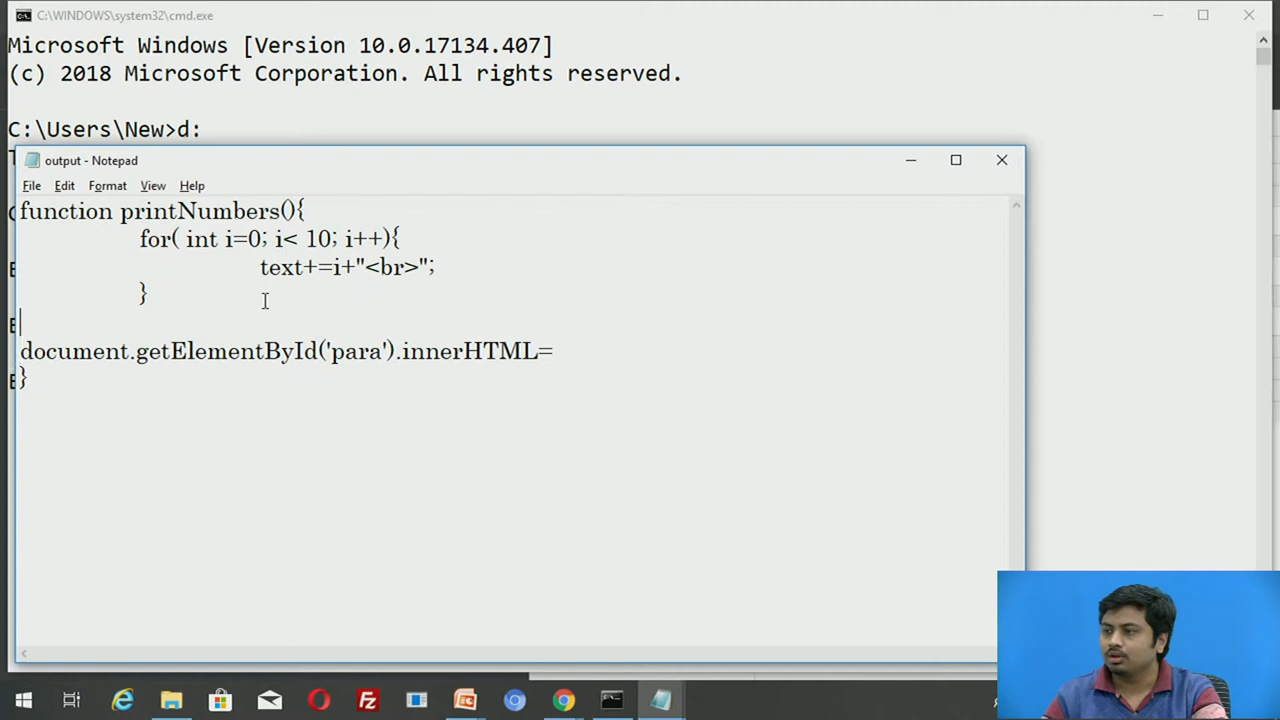 C:\WINDOWS\system32\cmd.exe
Microsoft Windows [Version 10.0.17134.407]
(c) 2018 Microsoft Corporation. All rights reserved.
C:\Users\New>d:
output - Notepad
File Edit Format View Help
function printNumbers(){
for( int i=0; i< 10; i++){
text+=i+"<br>";
}
document.getElementById('para').innerHTML=
}